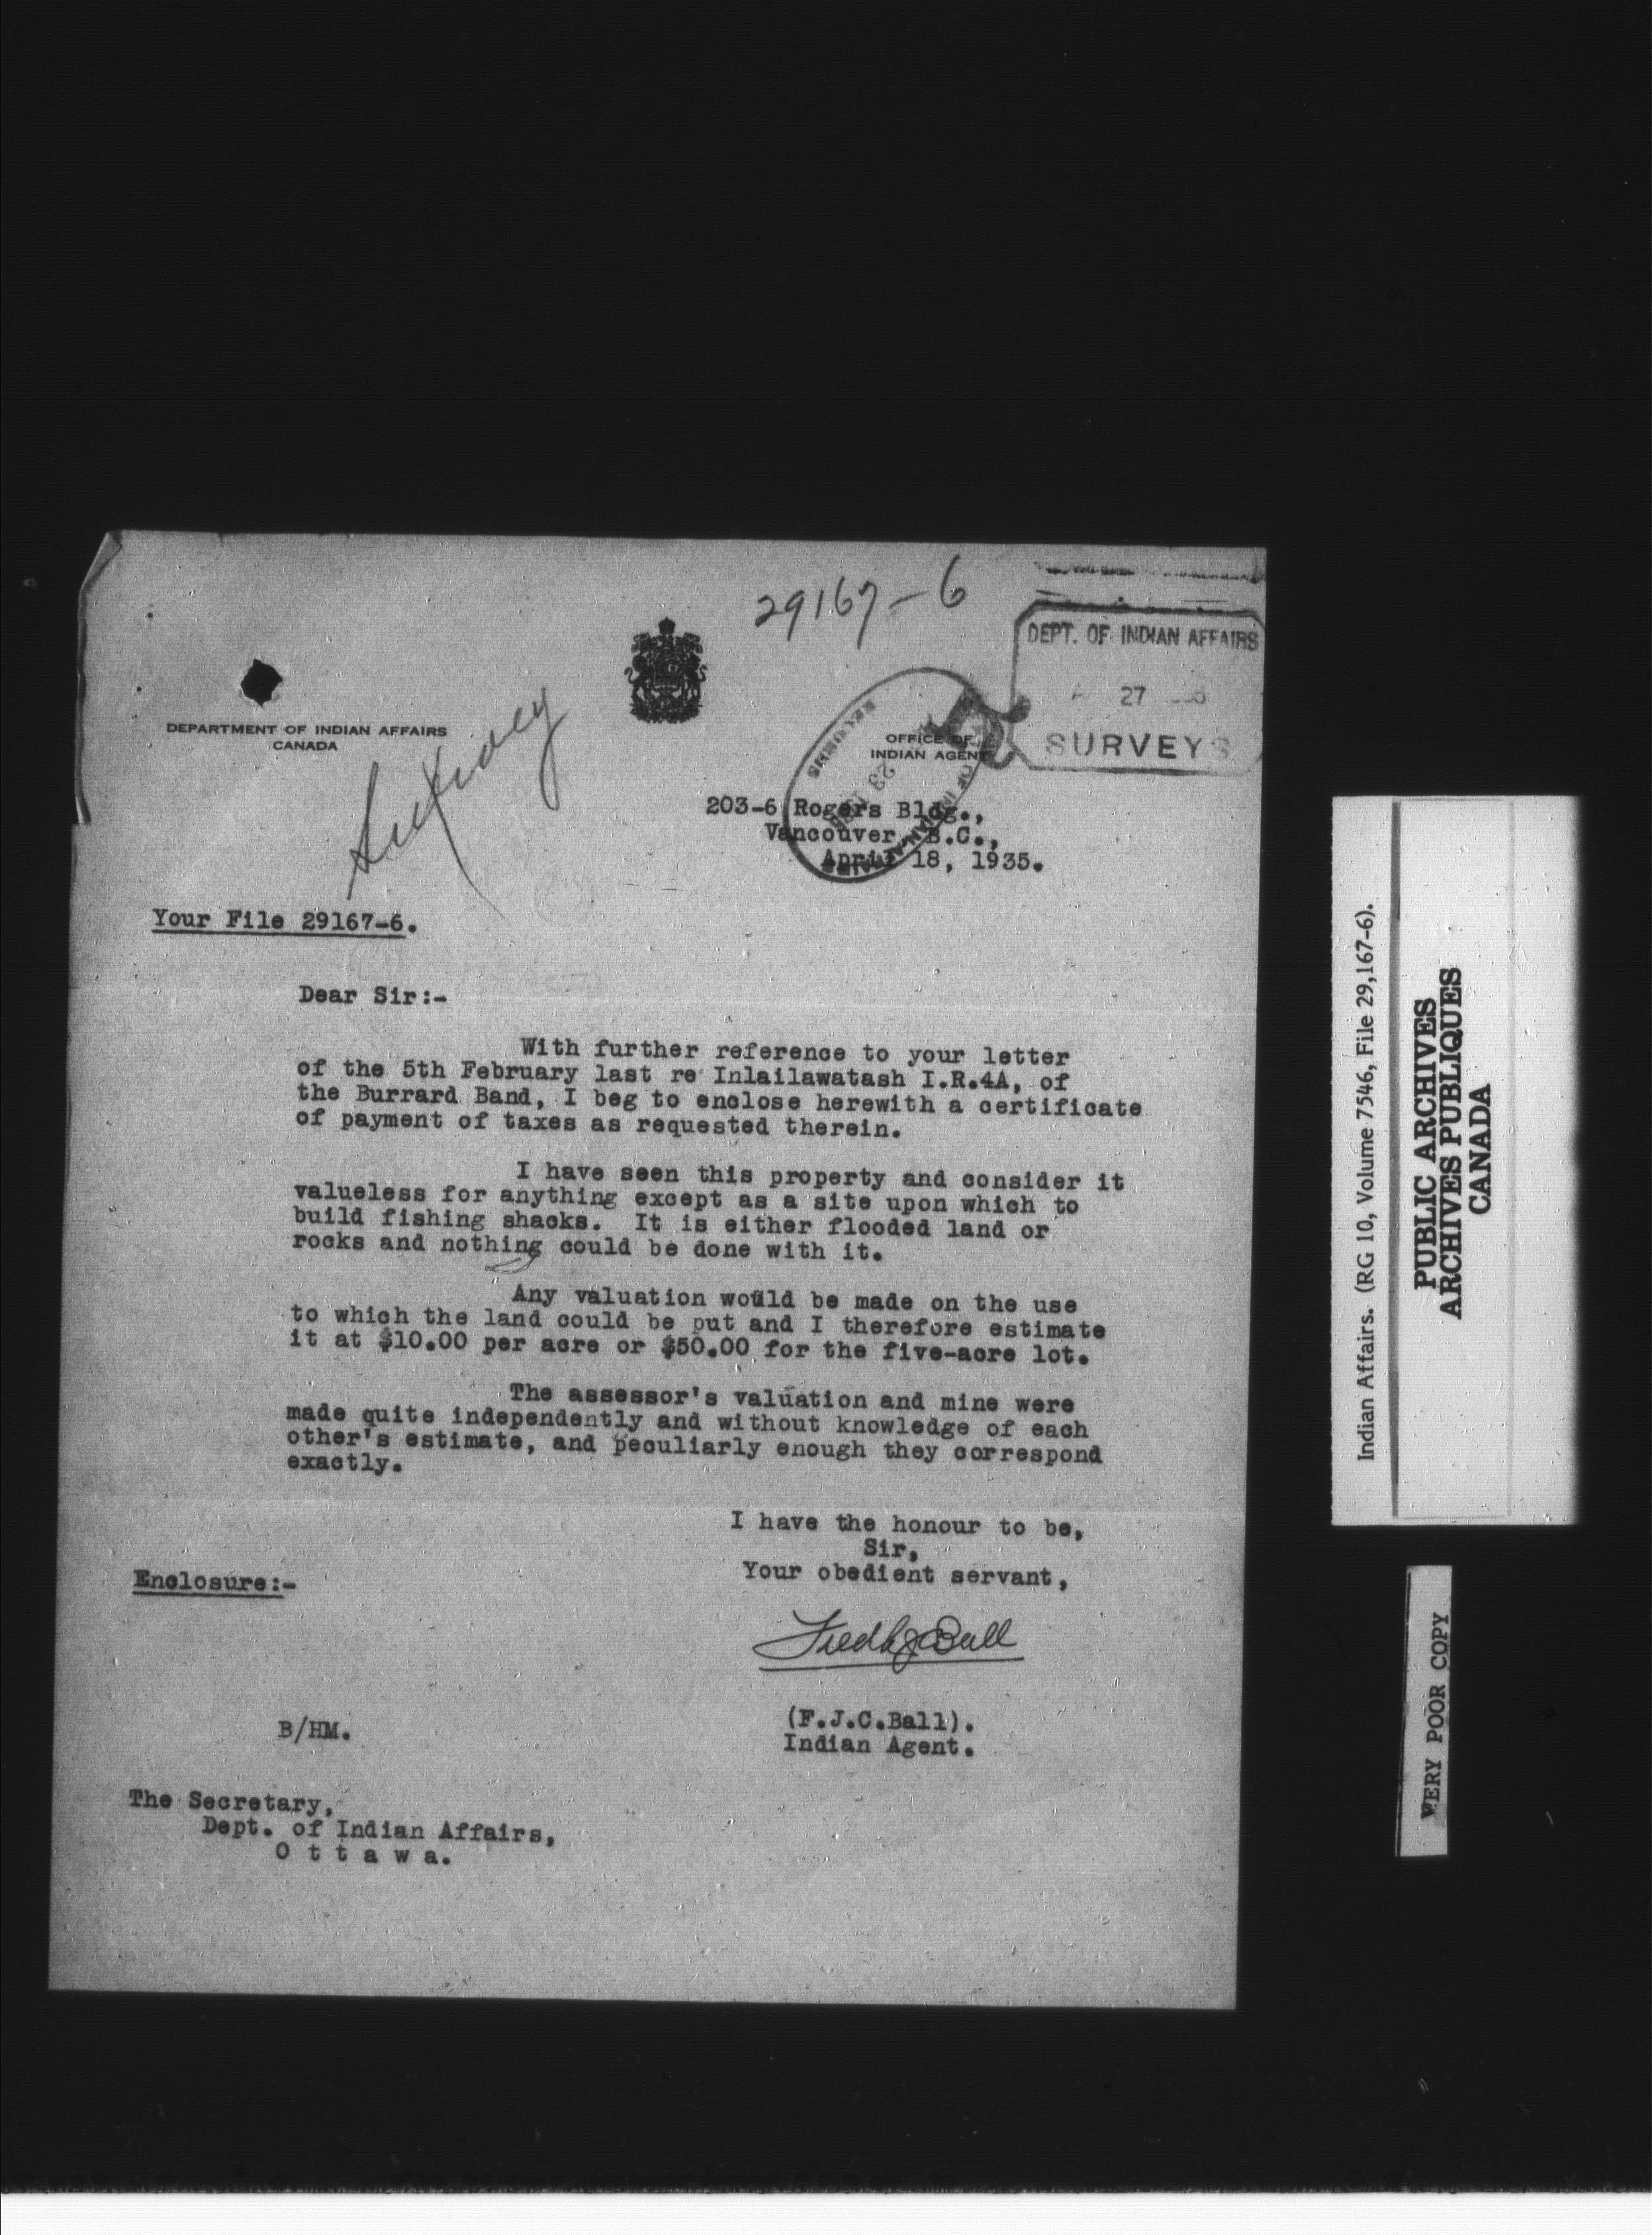 29167-6
DEPT. OF INDIAN AFFAIRS
27
SURVEYS
DEPARTMENT OF INDIAN AFFAIRS
CANADA
OFFICE OF
INDIAN AGENT
RECORDS
23
203-6 Rogers Bldg.,
Vancouver, B.C.,
April 18, 1935.
Your File 29167-6.
Dear Sir:-
With further reference to your letter
of the 5th February last re Inlailawatash I.R.4A, of
the Burrard Band, I beg to enclose herewith a certificate
of payment of taxes as requested therein.
I have seen this property and consider it
valueless for anything except as a site upon which to
build fishing shacks. It is either flooded land or
rocks and nothing could be done with it.
Any valuation would be made on the use
to which the land could be put and I therefore estimate
it at $10.00 per acre or $50.00 for the five-acre lot.
The assessor's valuation and mine were
made quite independently and without knowledge of each
other's estimate, and peculiarly enough they correspond
exactly.
I have the honour to be,
Sir,
Your obedient servant,
Enclosure:-
Fredk J C Ball
(F.J.C.Ball).
Indian Agent.
B/HM.
The Secretary,
Dept. of Indian Affairs,
O t t a w a.
Indian Affairs. (RG 10, Volume 7546, File 29,167-6).
PUBLIC ARCHIVES
ARCHIVES PUBLIQUES
CANADA
VERY POOR COPY